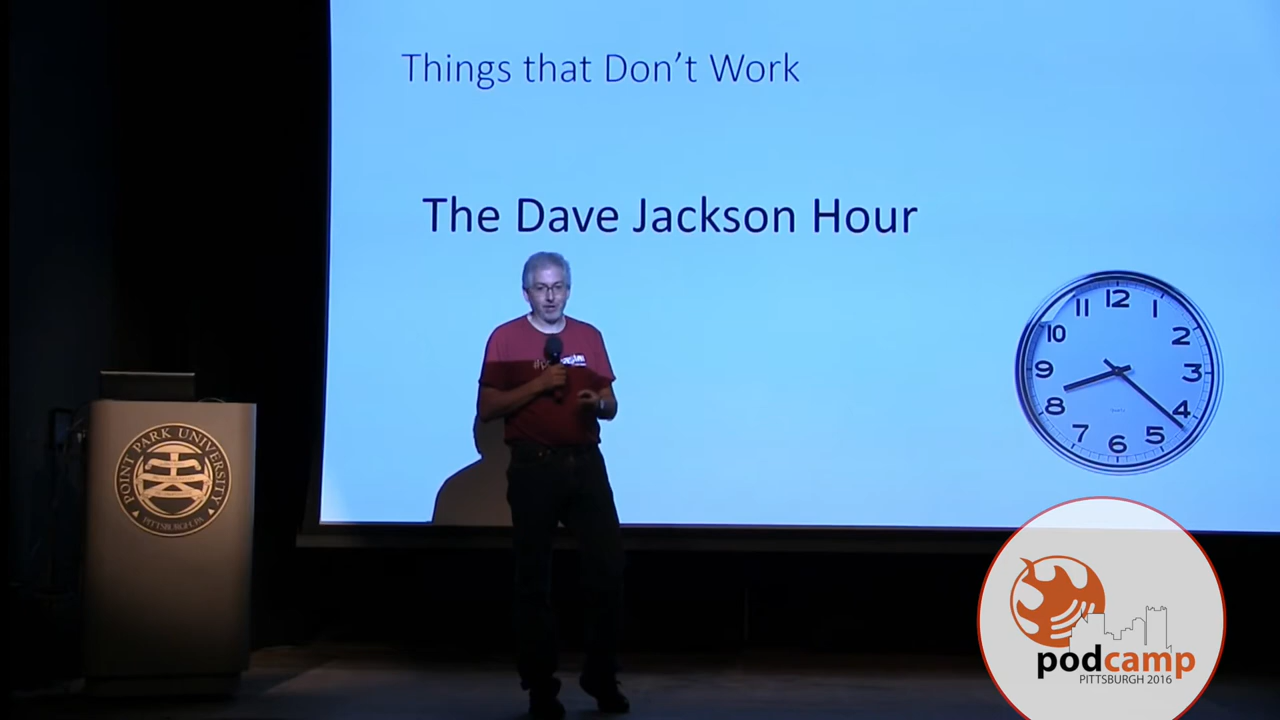 Things that Don't Work
The Dave Jackson Hour
12
11 1
10 2
9 3
8 4
7 5
6
POINT PARK UNIVERSITY
PITTSBURGH, PA
podcamp
PITTSBURGH 2016